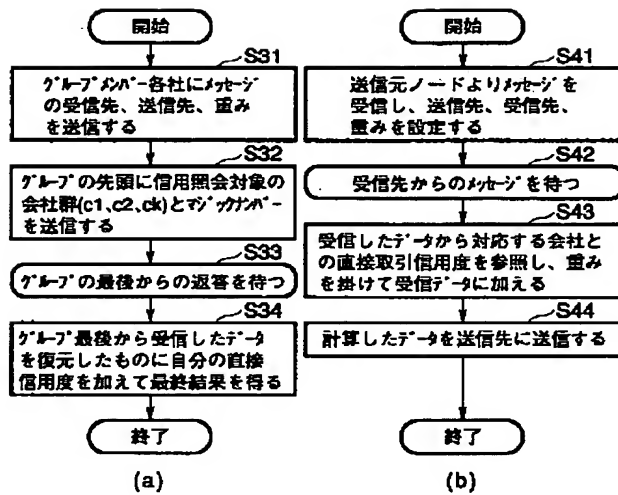 開始
S31
グループメンバー各社にメッセージ
の受信先、送信先、重み
を送信する
S32
グループの先頭に信用照会対象の
会社群(c1,c2,ck)とマジックナンバー
を送信する
S33
グループの最後からの返答を待つ
S34
グループ最後から受信したデータ
を復元したものに自分の直接
信用度を加えて最終結果を得る
終了
(a)
開始
S41
送信元ノードよりメッセージを
受信し、送信先、受信先、
重みを設定する
S42
受信先からのメッセージを待つ
S43
受信したデータから対応する会社と
の直接取引信用度を参照し、重み
を掛けて受信データに加える
S44
計算したデータを送信先に送信する
終了
(b)